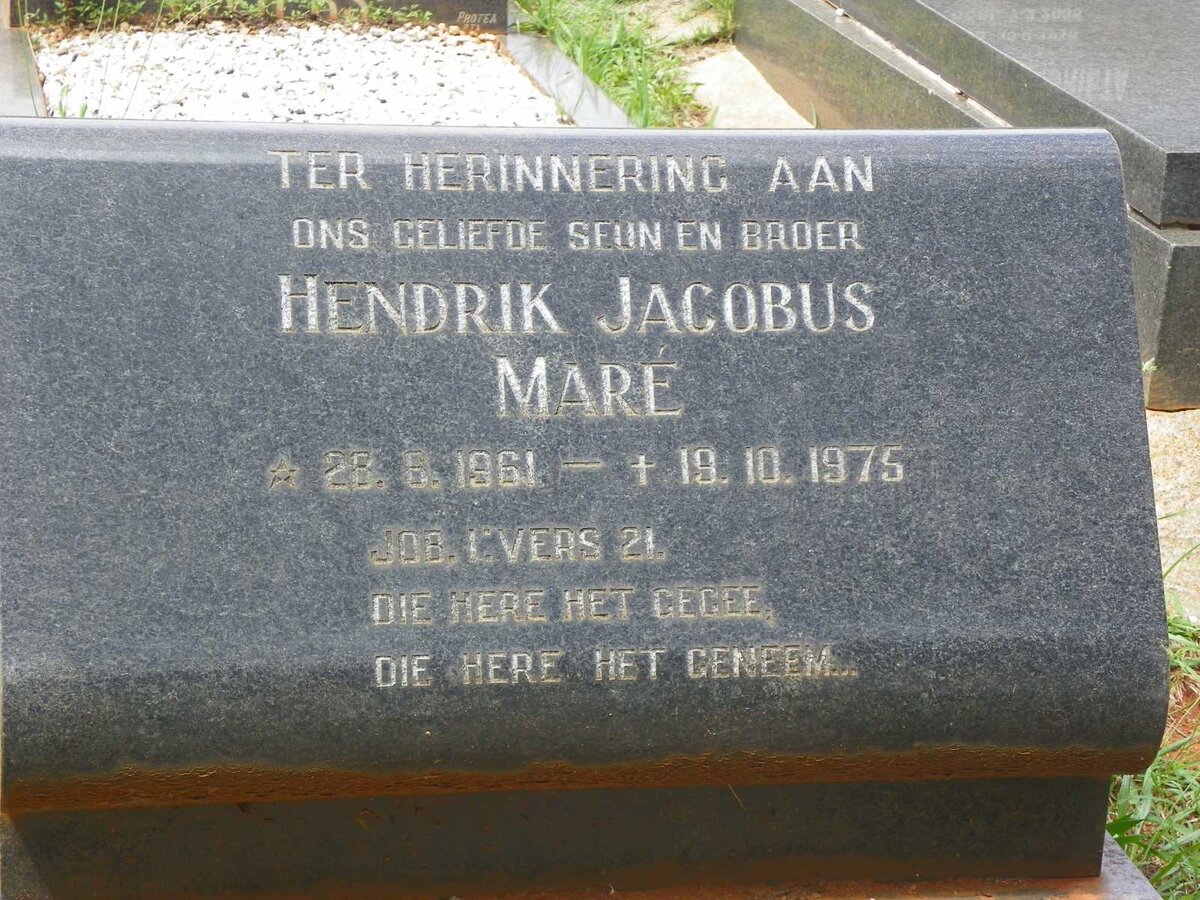 PROTEA
TER HERINNERING AAN
ONS GELIEFDE SEUN EN BROER
HENDRIK JACOBUS
MARÉ
☆ 28.6.1961 — † 19.10.1975
JOB.1:VERS 21.
DIE HERE HET GEGEE,
DIE HERE HET GENEEM...